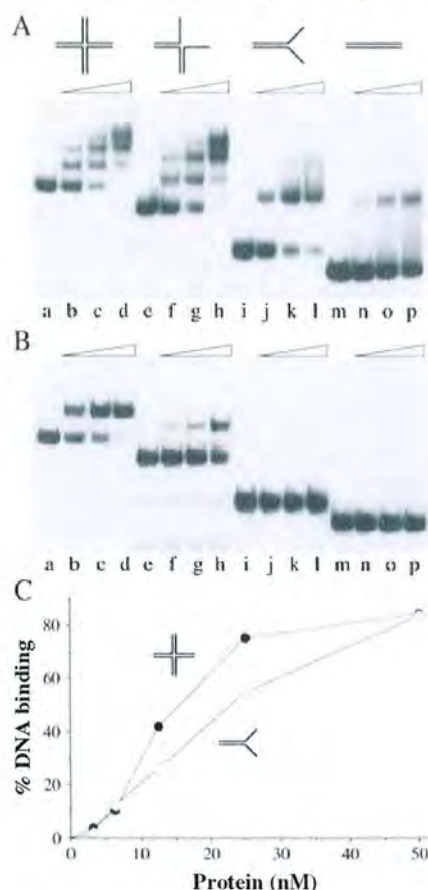 A
a b c d e f g h i j k l m n o p
B
a b c d e f g h i j k l m n o p
C
% DNA binding
80
60
40
20
0
0 10 20 30 40 50
Protein (nM)